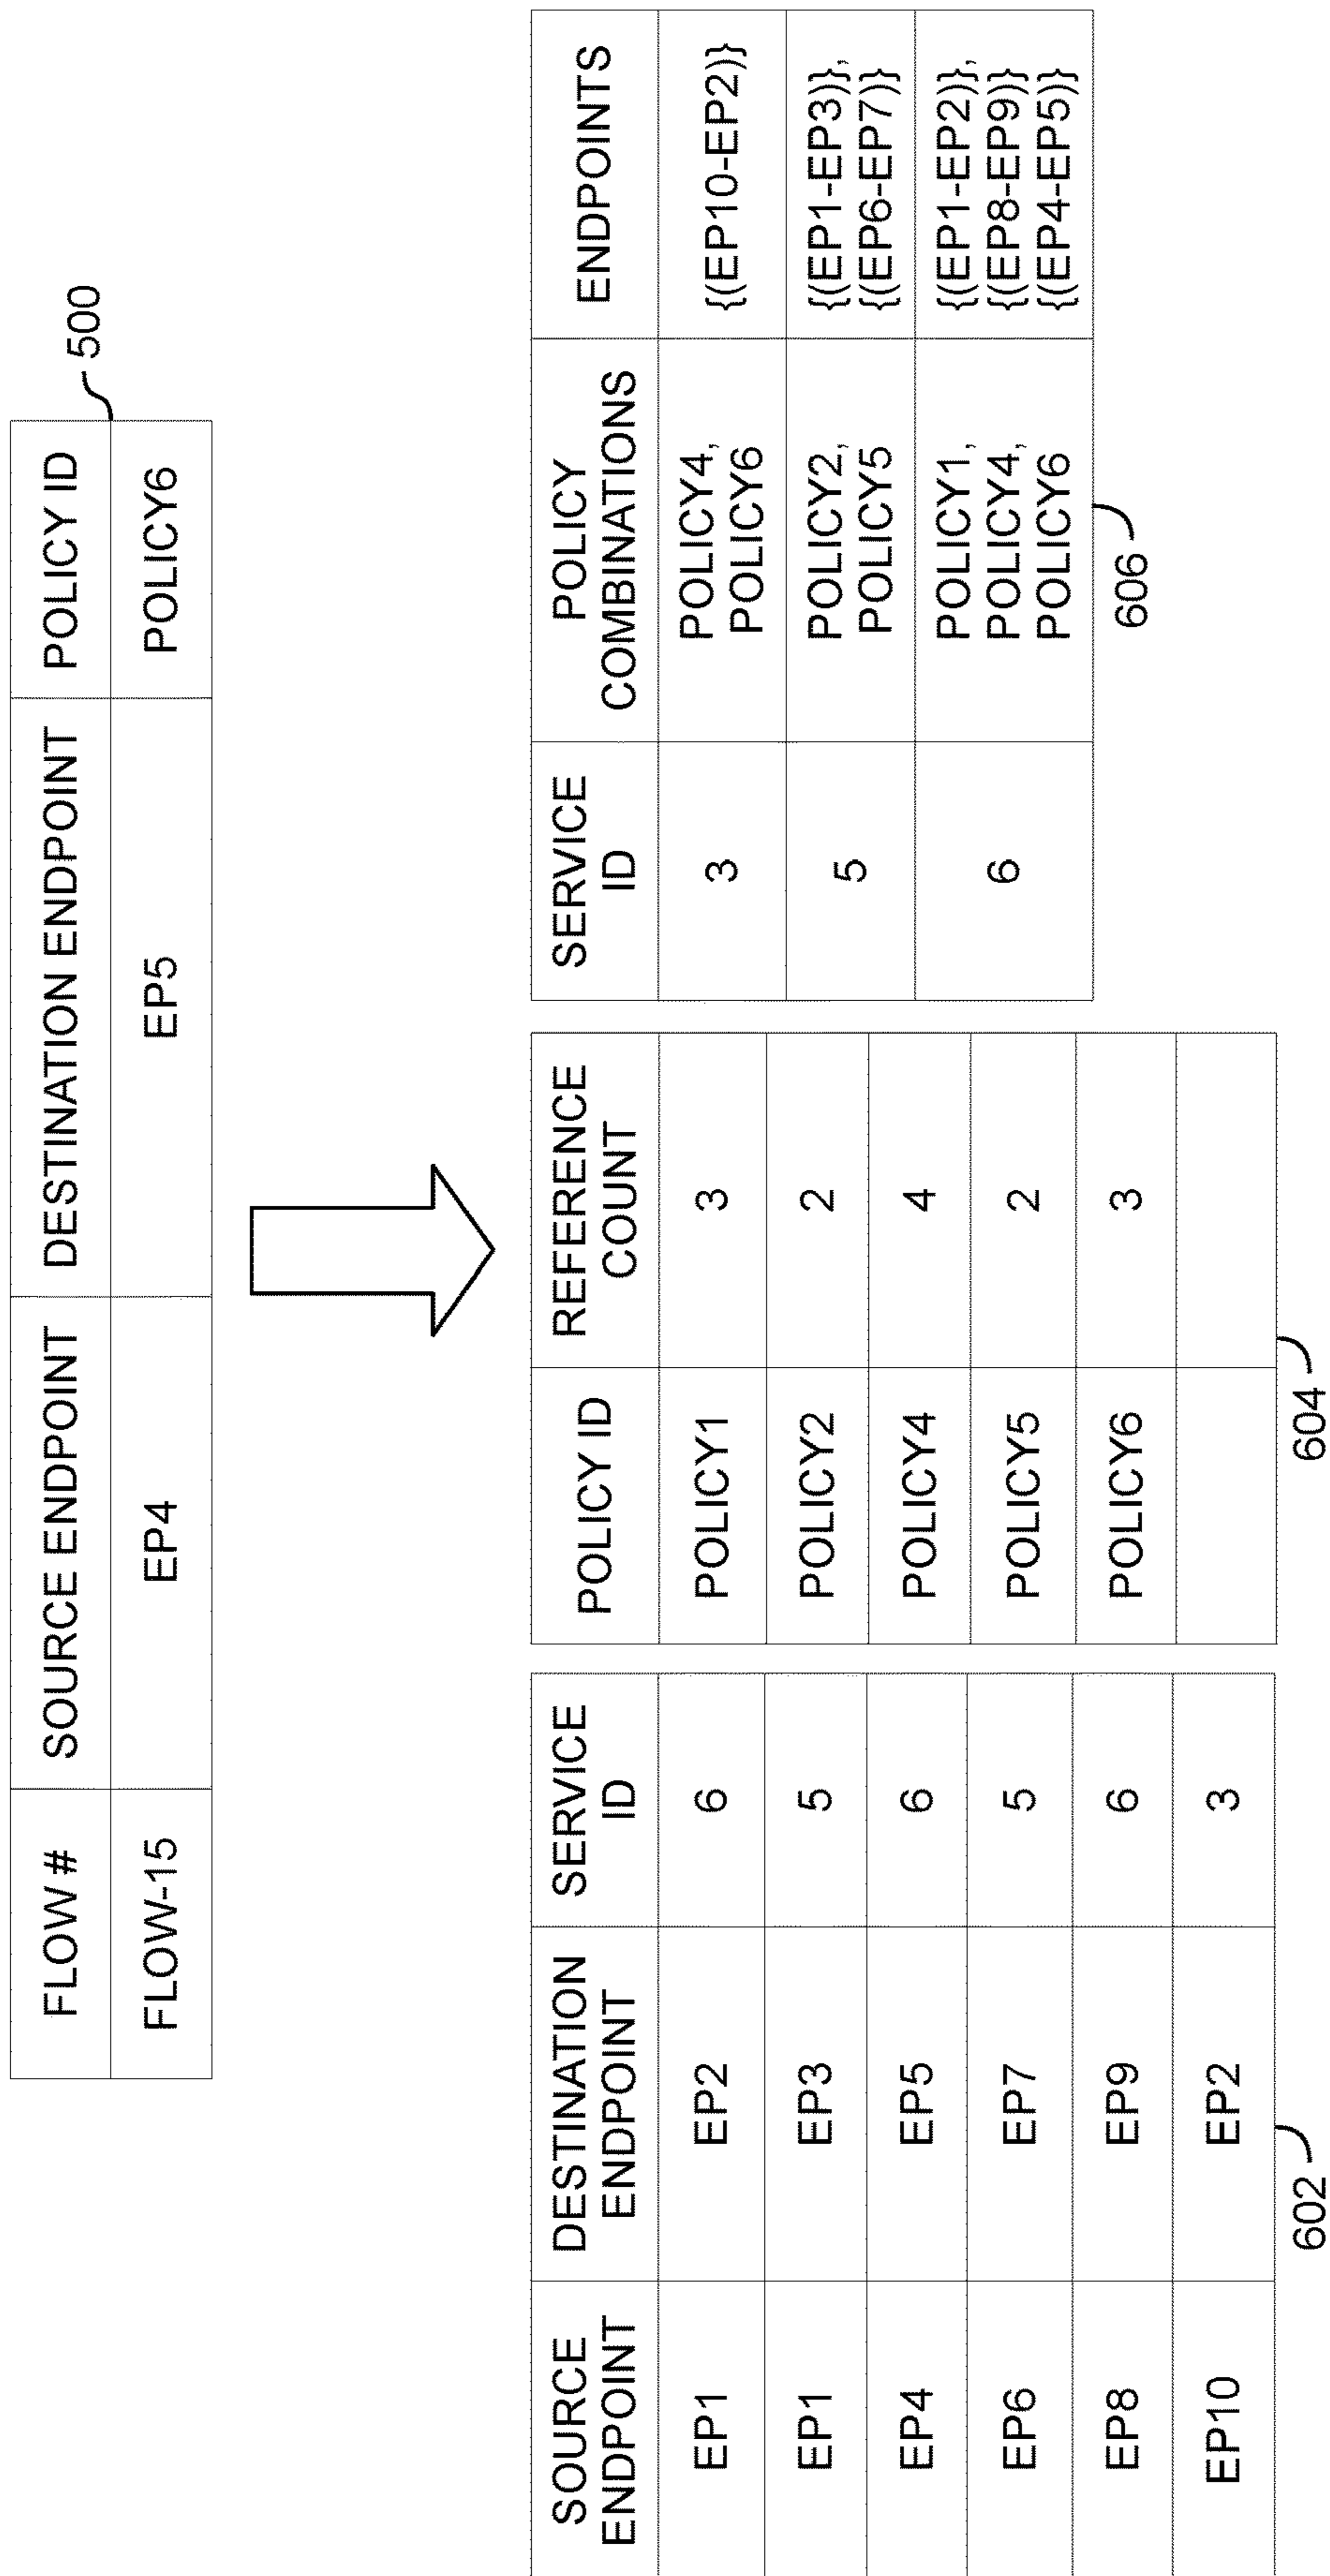 FLOW # SOURCE ENDPOINT DESTINATION ENDPOINT POLICY ID
FLOW-15 EP4 EP5 POLICY6
500
SOURCE
ENDPOINT
DESTINATION
ENDPOINT
SERVICE
ID
EP1 EP2 6
EP1 EP3 5
EP4 EP5 6
EP6 EP7 5
EP8 EP9 6
EP10 EP2 3
602
POLICY ID
REFERENCE
COUNT
POLICY1 3
POLICY2 2
POLICY4 4
POLICY5 2
POLICY6 3
604
SERVICE
ID
POLICY
COMBINATIONS
ENDPOINTS
3
POLICY4,
POLICY6
{(EP10-EP2)}
5
POLICY2,
POLICY5
{(EP1-EP3)},
{(EP6-EP7)}
6
POLICY1,
POLICY4,
POLICY6
{(EP1-EP2)},
{(EP8-EP9)}
{(EP4-EP5)}
606